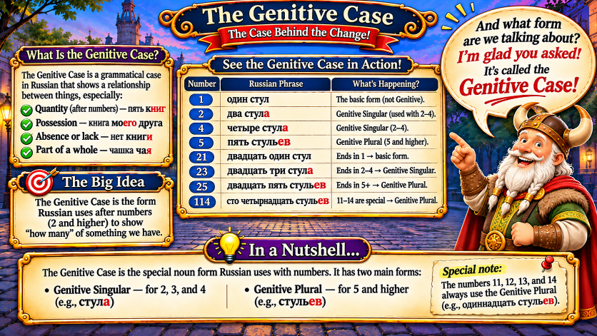 The Genitive Case
The Case Behind the Change!
What Is the Genitive Case?
The Genitive Case is a grammatical case
in Russian that shows a relationship
between things, especially:
Quantity (after numbers) — пять книг
Possession — книга моего друга
Absence or lack — нет книги
Part of a whole — чашка чая
The Big Idea
The Genitive Case is the form
Russian uses after numbers
(2 and higher) to show
"how many" of something we have.
See the Genitive Case in Action!
Number Russian Phrase What's Happening?
1 один стул The basic form (not Genitive).
2 два стула Genitive Singular (used with 2–4).
4 четыре стула Genitive Singular (2–4).
5 пять стульев Genitive Plural (5 and higher).
21 двадцать один стул Ends in 1 → basic form.
23 двадцать три стула Ends in 2–4 → Genitive Singular.
25 двадцать пять стульев Ends in 5+ → Genitive Plural.
114 сто четырнадцать стульев 11–14 are special → Genitive Plural.
And what form
are we talking about?
I'm glad you asked!
It's called the
Genitive Case!
In a Nutshell...
The Genitive Case is the special noun form Russian uses with numbers. It has two main forms:
• Genitive Singular — for 2, 3, and 4
(e.g., стула)
• Genitive Plural — for 5 and higher
(e.g., стульев)
Special note:
The numbers 11, 12, 13, and 14
always use the Genitive Plural
(e.g., одиннадцать стульев).